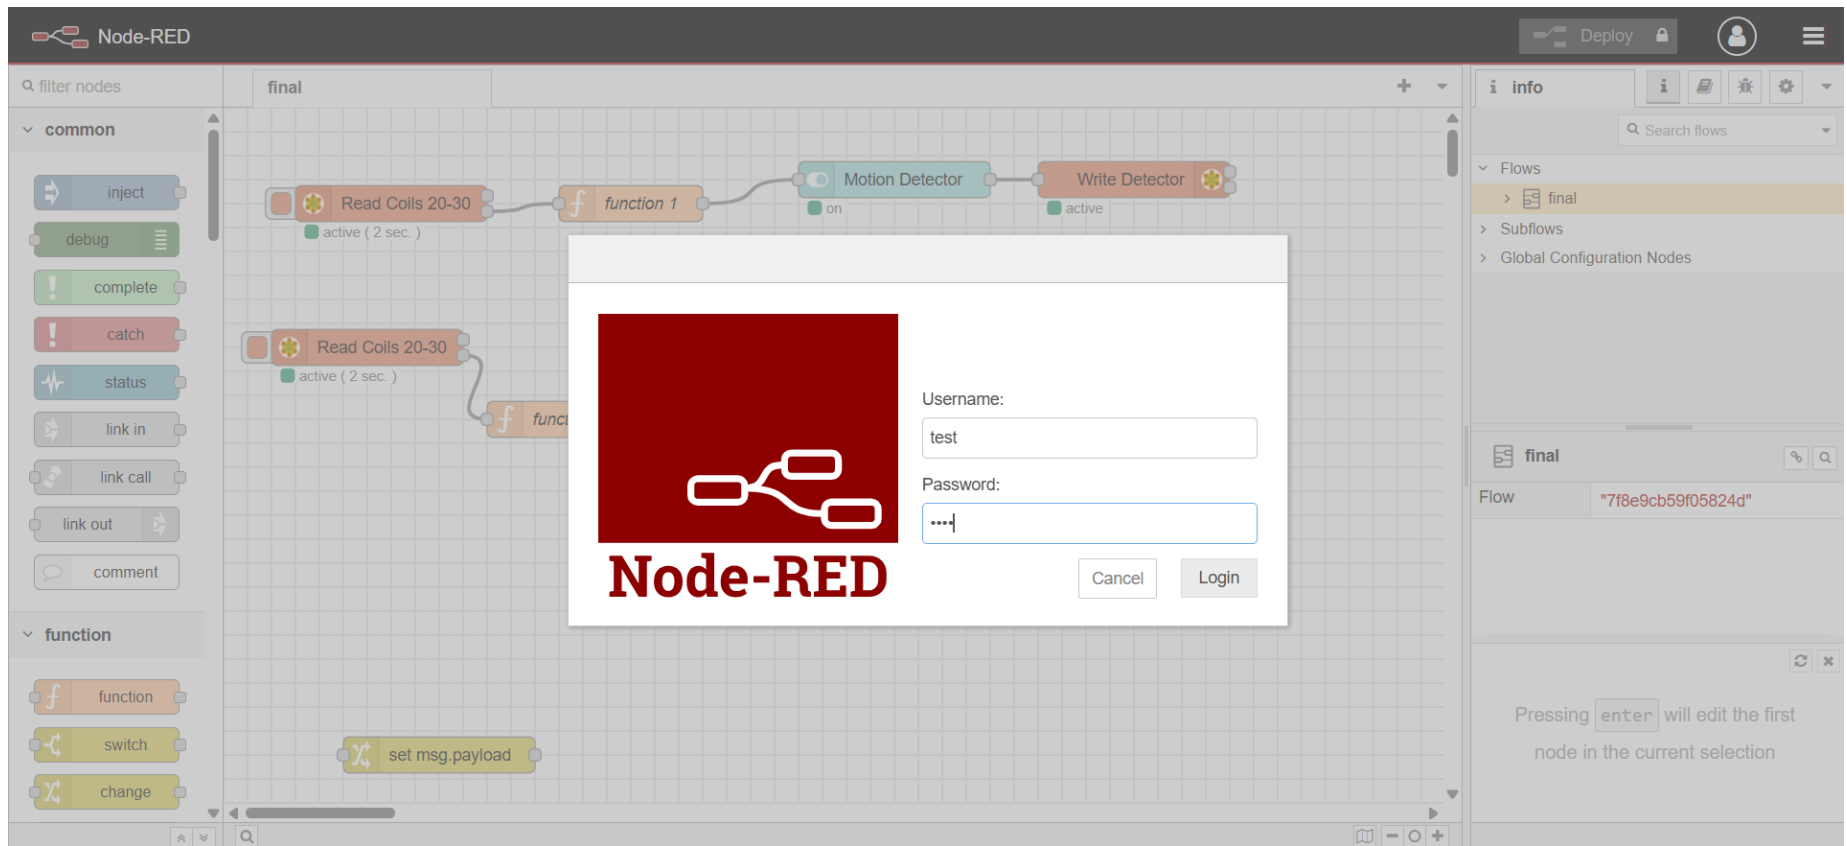 Node-RED
Deploy
filter nodes
final
info
common
Search flows
Flows
final
Subflows
Global Configuration Nodes
inject
debug
complete
catch
status
link in
link call
link out
comment
function
function
switch
change
Read Coils 20-30
active ( 2 sec. )
function 1
Motion Detector
on
Write Detector
active
Read Coils 20-30
active ( 2 sec. )
funct
set msg.payload
Node-RED
Username:
test
Password:
••••
Cancel
Login
final
Flow
"7f8e9cb59f05824d"
Pressing enter will edit the first
node in the current selection